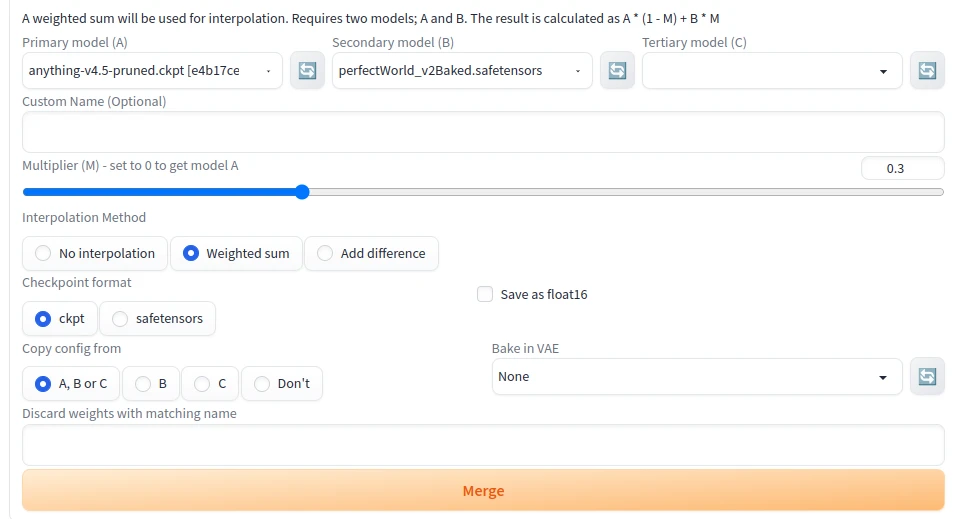 A weighted sum will be used for interpolation. Requires two models; A and B. The result is calculated as A * (1 - M) + B * M
Primary model (A) Secondary model (B) Tertiary model (C)
anything-v4.5-pruned.ckpt [e4b17ce perfectWorld_v2Baked.safetensors
Custom Name (Optional)
Multiplier (M) - set to 0 to get model A 0.3
Interpolation Method
No interpolation Weighted sum Add difference
Checkpoint format
Save as float16
ckpt safetensors
Copy config from Bake in VAE
A, B or C B C Don't None
Discard weights with matching name
Merge